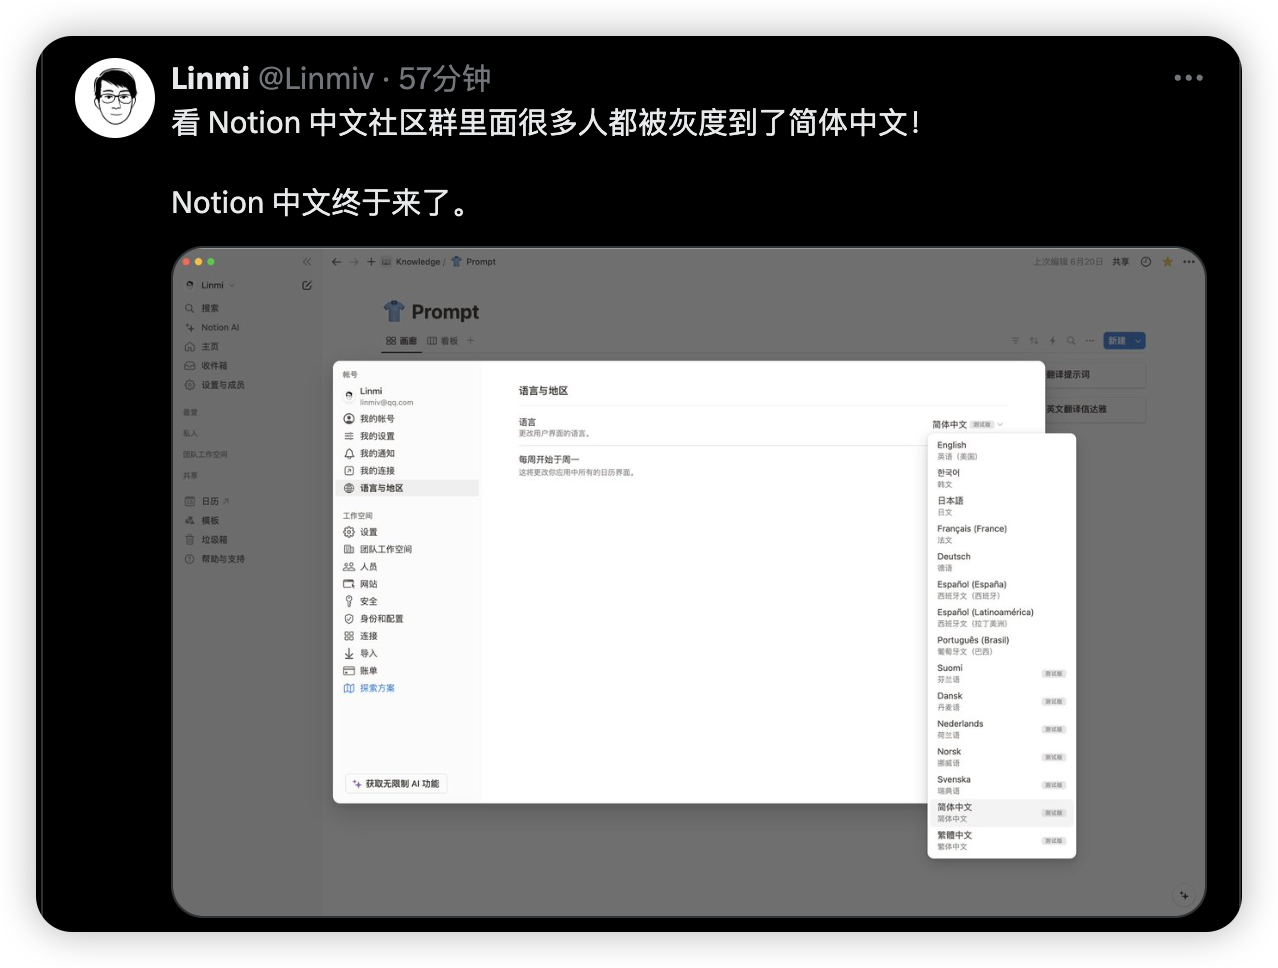 Linmi @Linmiv · 57分钟
看 Notion 中文社区群里面很多人都被灰度到了简体中文！
Notion 中文终于来了。
Knowledge / Prompt
上次编辑 6月20日 共享
Linmi
搜索
Notion AI
主页
收件箱
设置与成员
最爱
私人
团队工作空间
共享
日历
模板
垃圾箱
帮助与支持
Prompt
画廊 看板
新建
翻译提示词
英文翻译信达雅
帐号
Linmi
linmiv@qq.com
我的帐号
我的设置
我的通知
我的连接
语言与地区
工作空间
设置
团队工作空间
人员
网站
安全
身份和配置
连接
导入
账单
探索方案
获取无限制 AI 功能
语言与地区
语言
更改用户界面的语言。
简体中文 测试版
每周开始于周一
这将更改你应用中所有的日历界面。
English
英语（美国）
한국어
韩文
日本語
日文
Français (France)
法文
Deutsch
德语
Español (España)
西班牙文（西班牙）
Español (Latinoamérica)
西班牙文（拉丁美洲）
Português (Brasil)
葡萄牙文（巴西）
Suomi
芬兰语 测试版
Dansk
丹麦语 测试版
Nederlands
荷兰语 测试版
Norsk
挪威语 测试版
Svenska
瑞典语 测试版
简体中文
简体中文 测试版
繁體中文
繁体中文 测试版